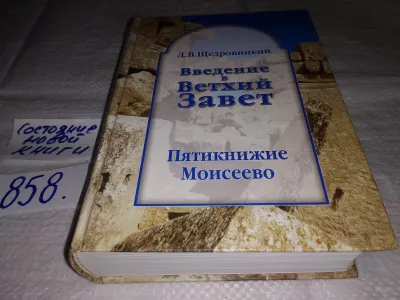 Д.В.Щедровицкий
Введение
в
Ветхий
Завет
Пятикнижие
Моисеево
Состояние
новой
книги
858.